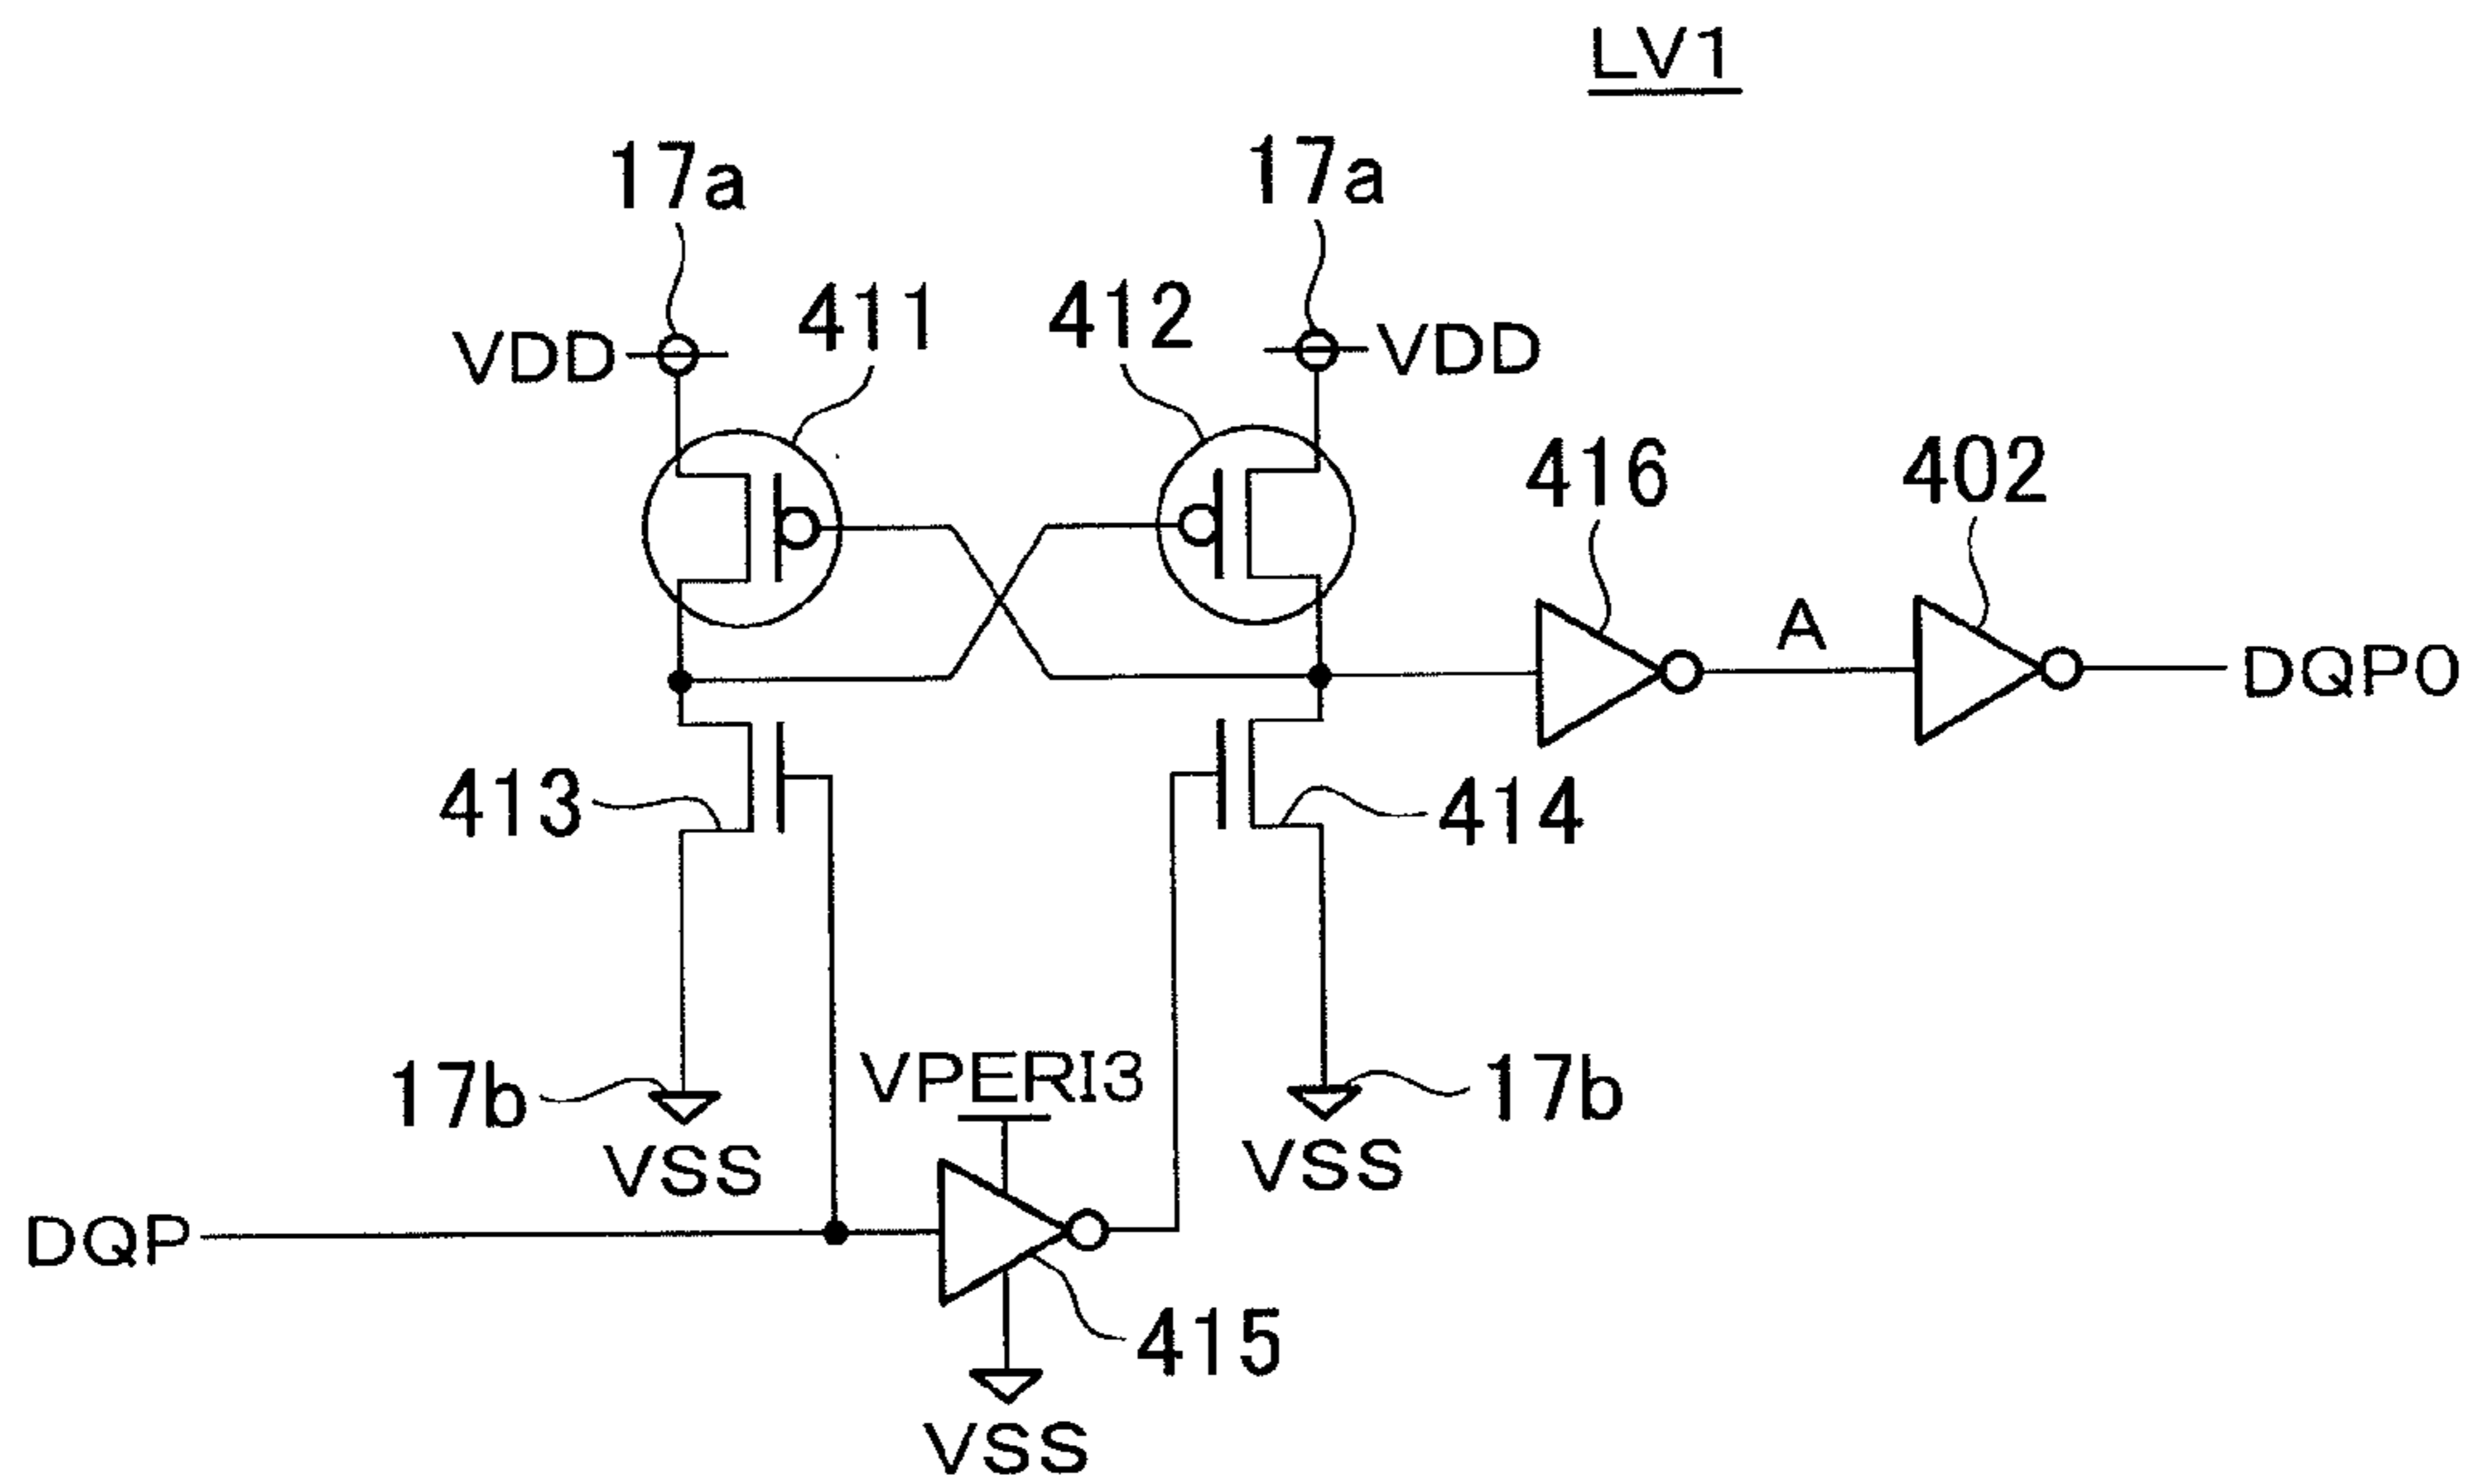 LV1
17a
17a
411
412
VDD
VDD
416
402
A
DQP0
413
414
17b
VPERI3
17b
VSS
VSS
DQP
415
VSS